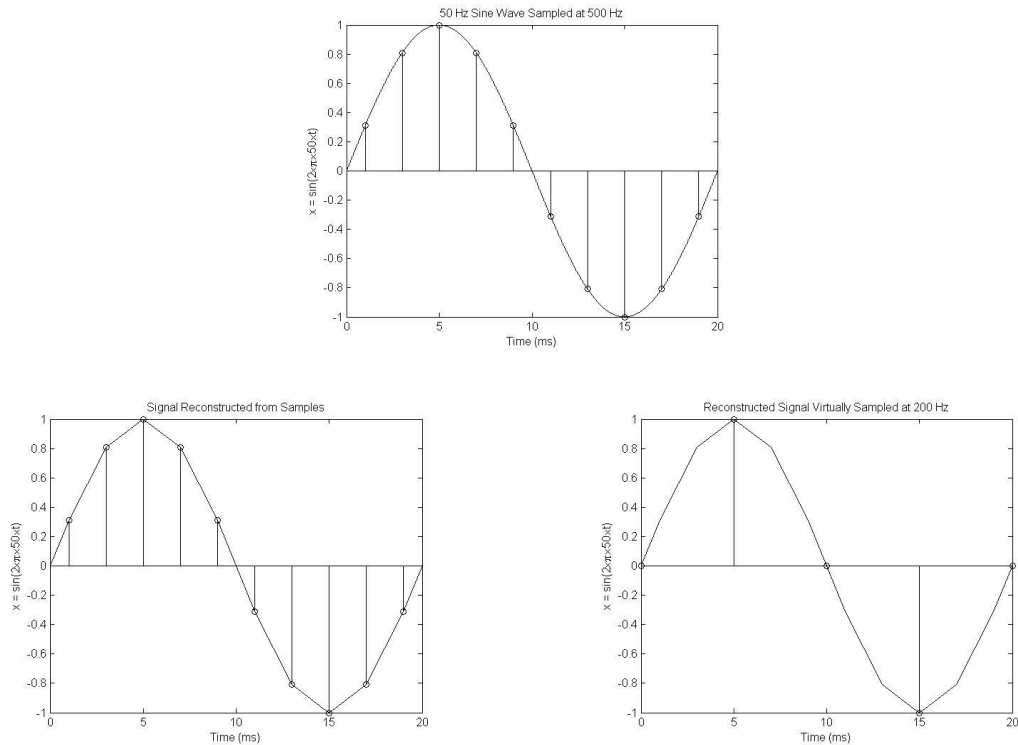 50 Hz Sine Wave Sampled at 500 Hz
1
0.8
0.6
0.4
0.2
0
-0.2
-0.4
-0.6
-0.8
-1
x = sin(2×π×50×t)
0 5 10 15 20
Time (ms)
Signal Reconstructed from Samples
1
0.8
0.6
0.4
0.2
0
-0.2
-0.4
-0.6
-0.8
-1
x = sin(2×π×50×t)
0 5 10 15 20
Time (ms)
Reconstructed Signal Virtually Sampled at 200 Hz
1
0.8
0.6
0.4
0.2
0
-0.2
-0.4
-0.6
-0.8
-1
x = sin(2×π×50×t)
0 5 10 15 20
Time (ms)